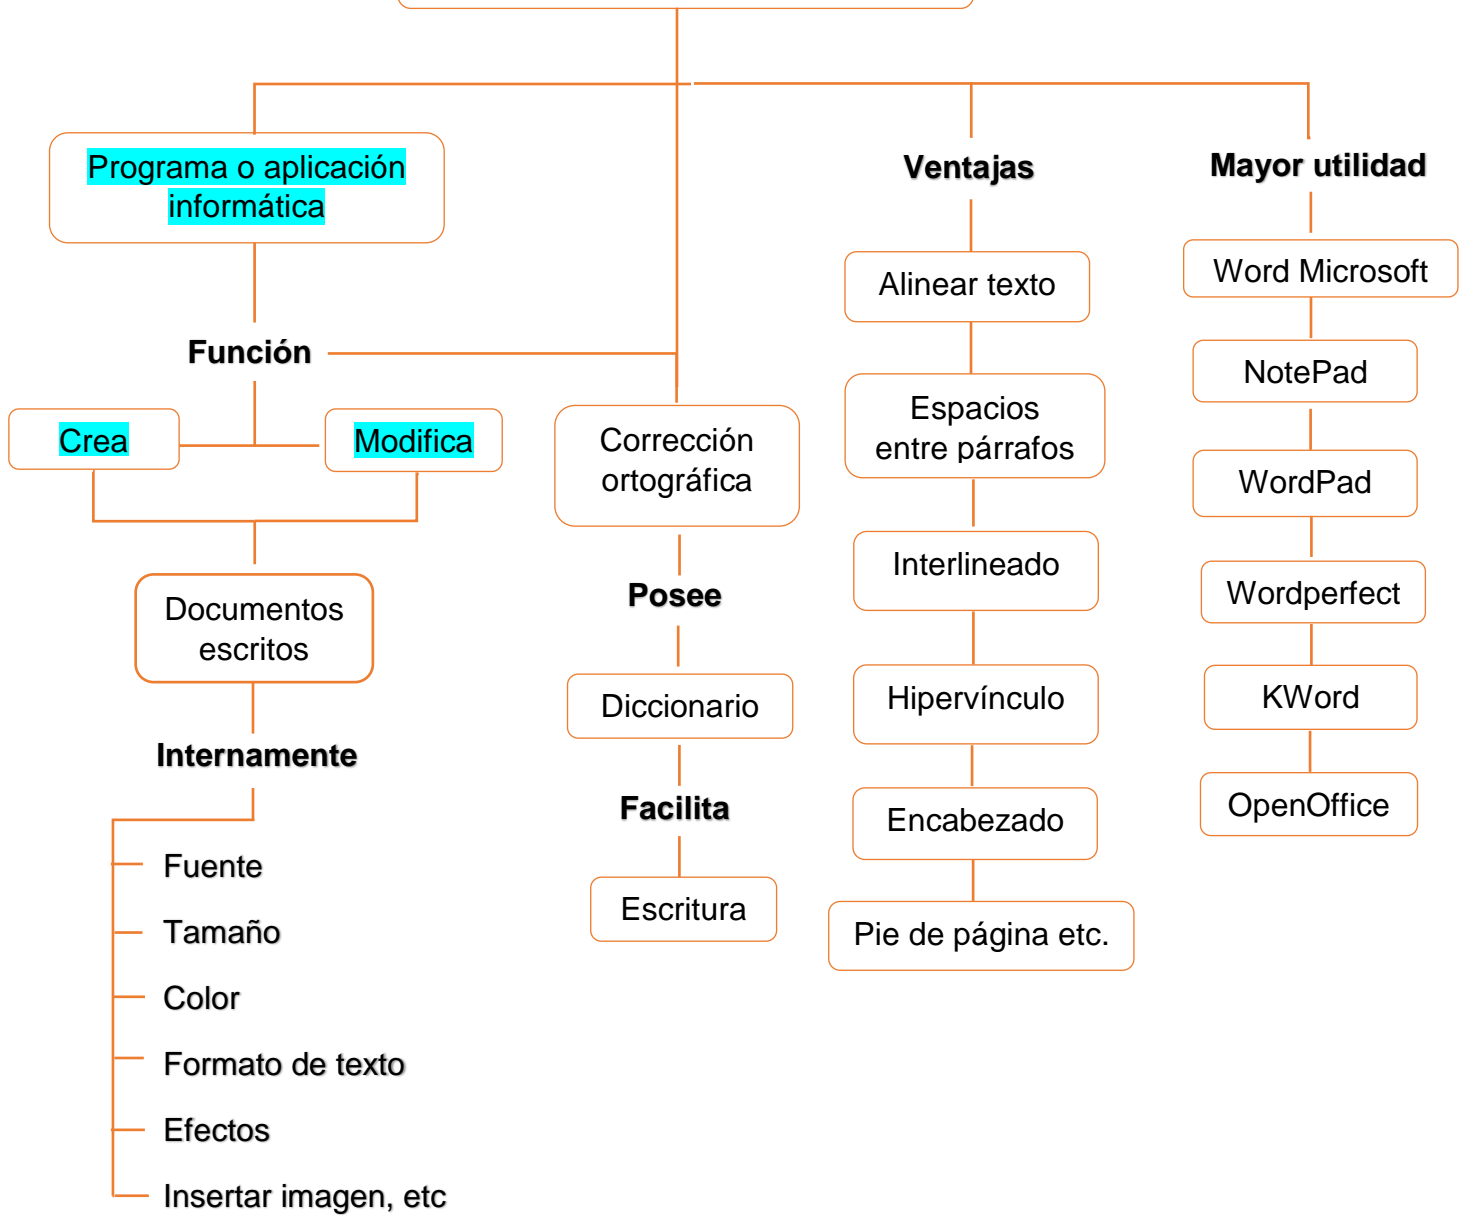 Programa o aplicación
informática
Función
Crea
Modifica
Documentos
escritos
Internamente
Fuente
Tamaño
Color
Formato de texto
Efectos
Insertar imagen, etc
Corrección
ortográfica
Posee
Diccionario
Facilita
Escritura
Ventajas
Alinear texto
Espacios
entre párrafos
Interlineado
Hipervínculo
Encabezado
Pie de página etc.
Mayor utilidad
Word Microsoft
NotePad
WordPad
Wordperfect
KWord
OpenOffice